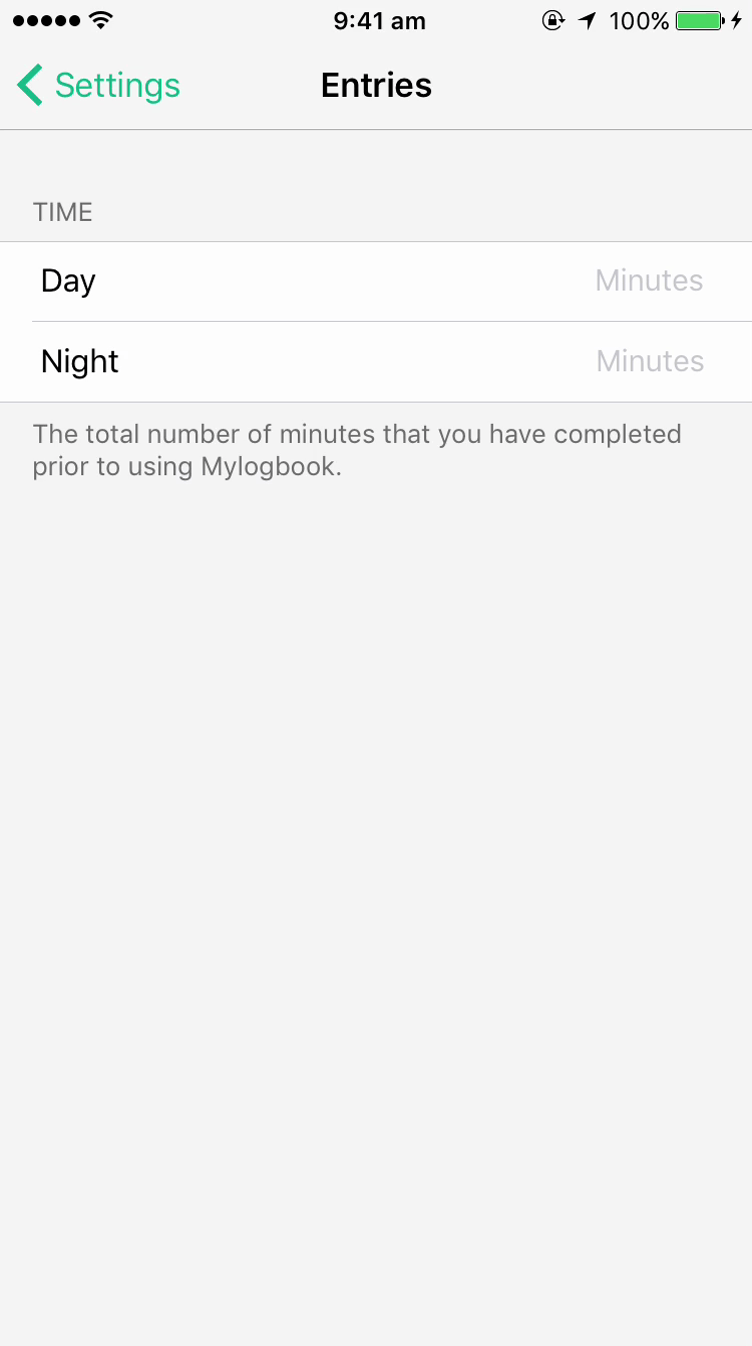 9:41 am 100%
Settings Entries
TIME
Day Minutes
Night Minutes
The total number of minutes that you have completed
prior to using Mylogbook.